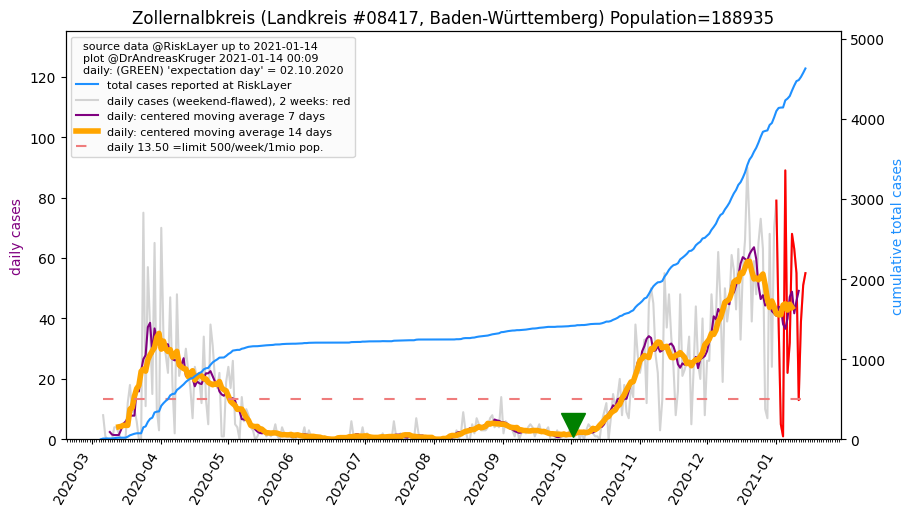 Zollernalbkreis (Landkreis #08417, Baden-Württemberg) Population=188935
source data @RiskLayer up to 2021-01-14
plot @DrAndreasKruger 2021-01-14 00:09
daily: (GREEN) 'expectation day' = 02.10.2020
total cases reported at RiskLayer
daily cases (weekend-flawed), 2 weeks: red
daily: centered moving average 7 days
daily: centered moving average 14 days
daily 13.50 =limit 500/week/1mio pop.
daily cases
120
100
80
60
40
20
0
5000
4000
3000
2000
1000
0
cumulative total cases
2020-03
2020-04
2020-05
2020-06
2020-07
2020-08
2020-09
2020-10
2020-11
2020-12
2021-01